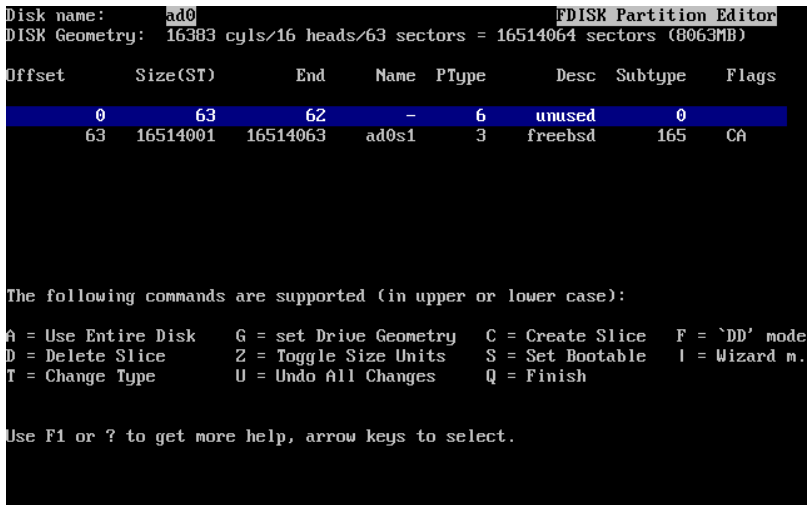 Disk name:      ad0                                    FDISK Partition Editor
DISK Geometry:  16383 cyls/16 heads/63 sectors = 16514064 sectors (8063MB)
Offset       Size(ST)        End     Name  PType       Desc  Subtype    Flags
0         63         62        -      6     unused        0
63   16514001   16514063    ad0s1      3    freebsd      165    CA
The following commands are supported (in upper or lower case):
A = Use Entire Disk    G = set Drive Geometry   C = Create Slice   F = `DD' mode
D = Delete Slice       Z = Toggle Size Units    S = Set Bootable   | = Wizard m.
T = Change Type        U = Undo All Changes     Q = Finish
Use F1 or ? to get more help, arrow keys to select.